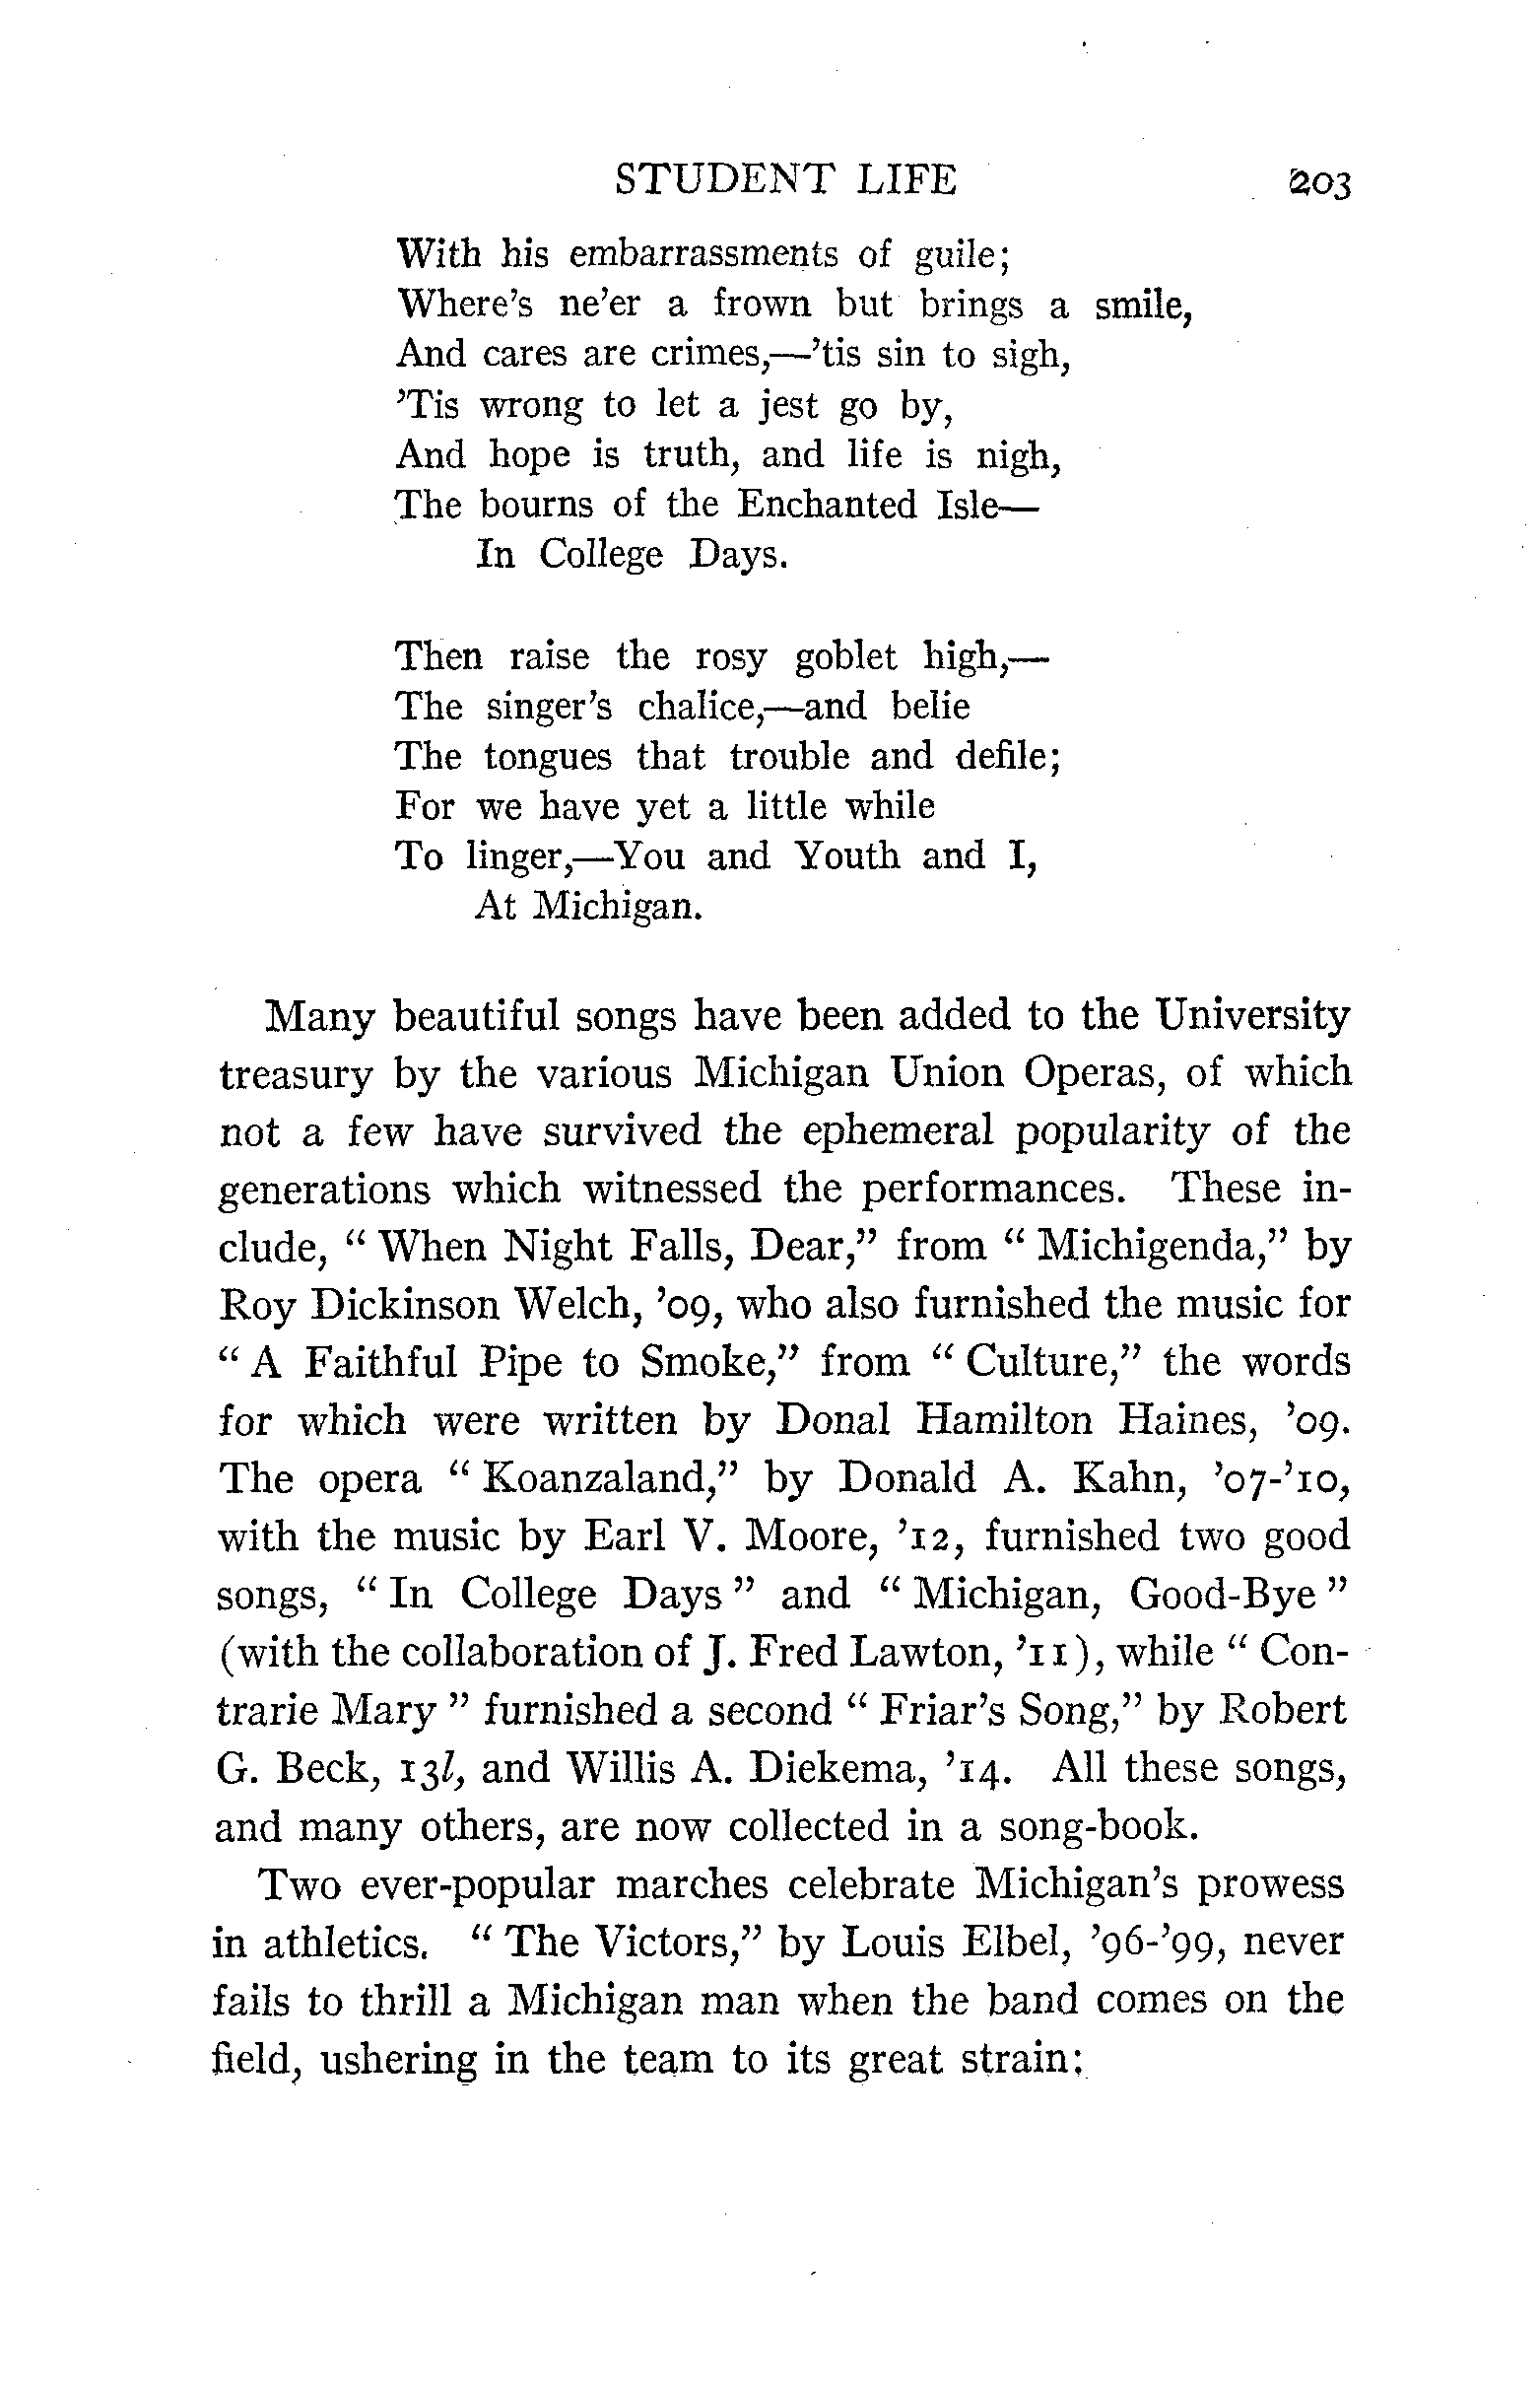 STUDENT LIFE 203
With his embarrassments of guile;
Where's ne'er a frown but brings a smile,
And cares are crimes,—'tis sin to sigh,
'Tis wrong to let a jest go by,
And hope is truth, and life is nigh,
The bourns of the Enchanted Isle—
In College Days.
Then raise the rosy goblet high,—
The singer's chalice,—and belie
The tongues that trouble and defile;
For we have yet a little while
To linger,—You and Youth and I,
At Michigan.
Many beautiful songs have been added to the University
treasury by the various Michigan Union Operas, of which
not a few have survived the ephemeral popularity of the
generations which witnessed the performances. These in-
clude, " When Night Falls, Dear," from " Michigenda," by
Roy Dickinson Welch, '09, who also furnished the music for
" A Faithful Pipe to Smoke," from " Culture," the words
for which were written by Donal Hamilton Haines, '09.
The opera " Koanzaland," by Donald A. Kahn, '07-'10,
with the music by Earl V. Moore, '12, furnished two good
songs, " In College Days " and " Michigan, Good-Bye "
(with the collaboration of J. Fred Lawton, '11), while " Con-
trarie Mary " furnished a second " Friar's Song," by Robert
G. Beck, 13l, and Willis A. Diekema, '14. All these songs,
and many others, are now collected in a song-book.
Two ever-popular marches celebrate Michigan's prowess
in athletics. " The Victors," by Louis Elbel, '96-'99, never
fails to thrill a Michigan man when the band comes on the
field, ushering in the team to its great strain: